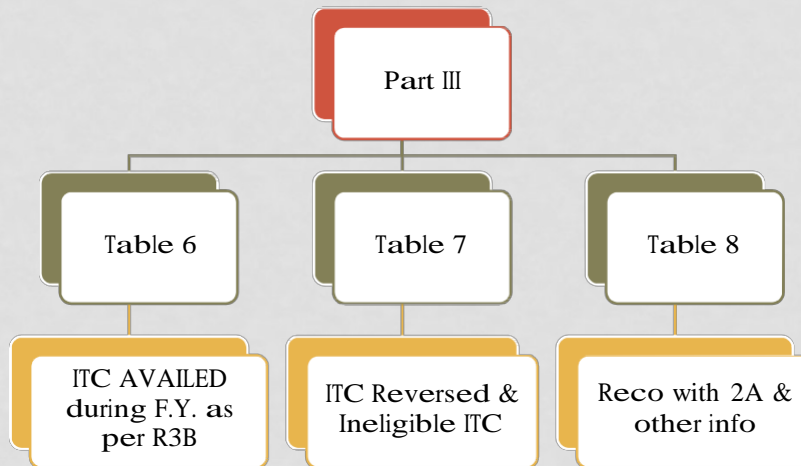 Part III
Table 6
Table 7
Table 8
ITC AVAILED
during F.Y. as
per R3B
ITC Reversed &
Ineligible ITC
Reco with 2A &
other info